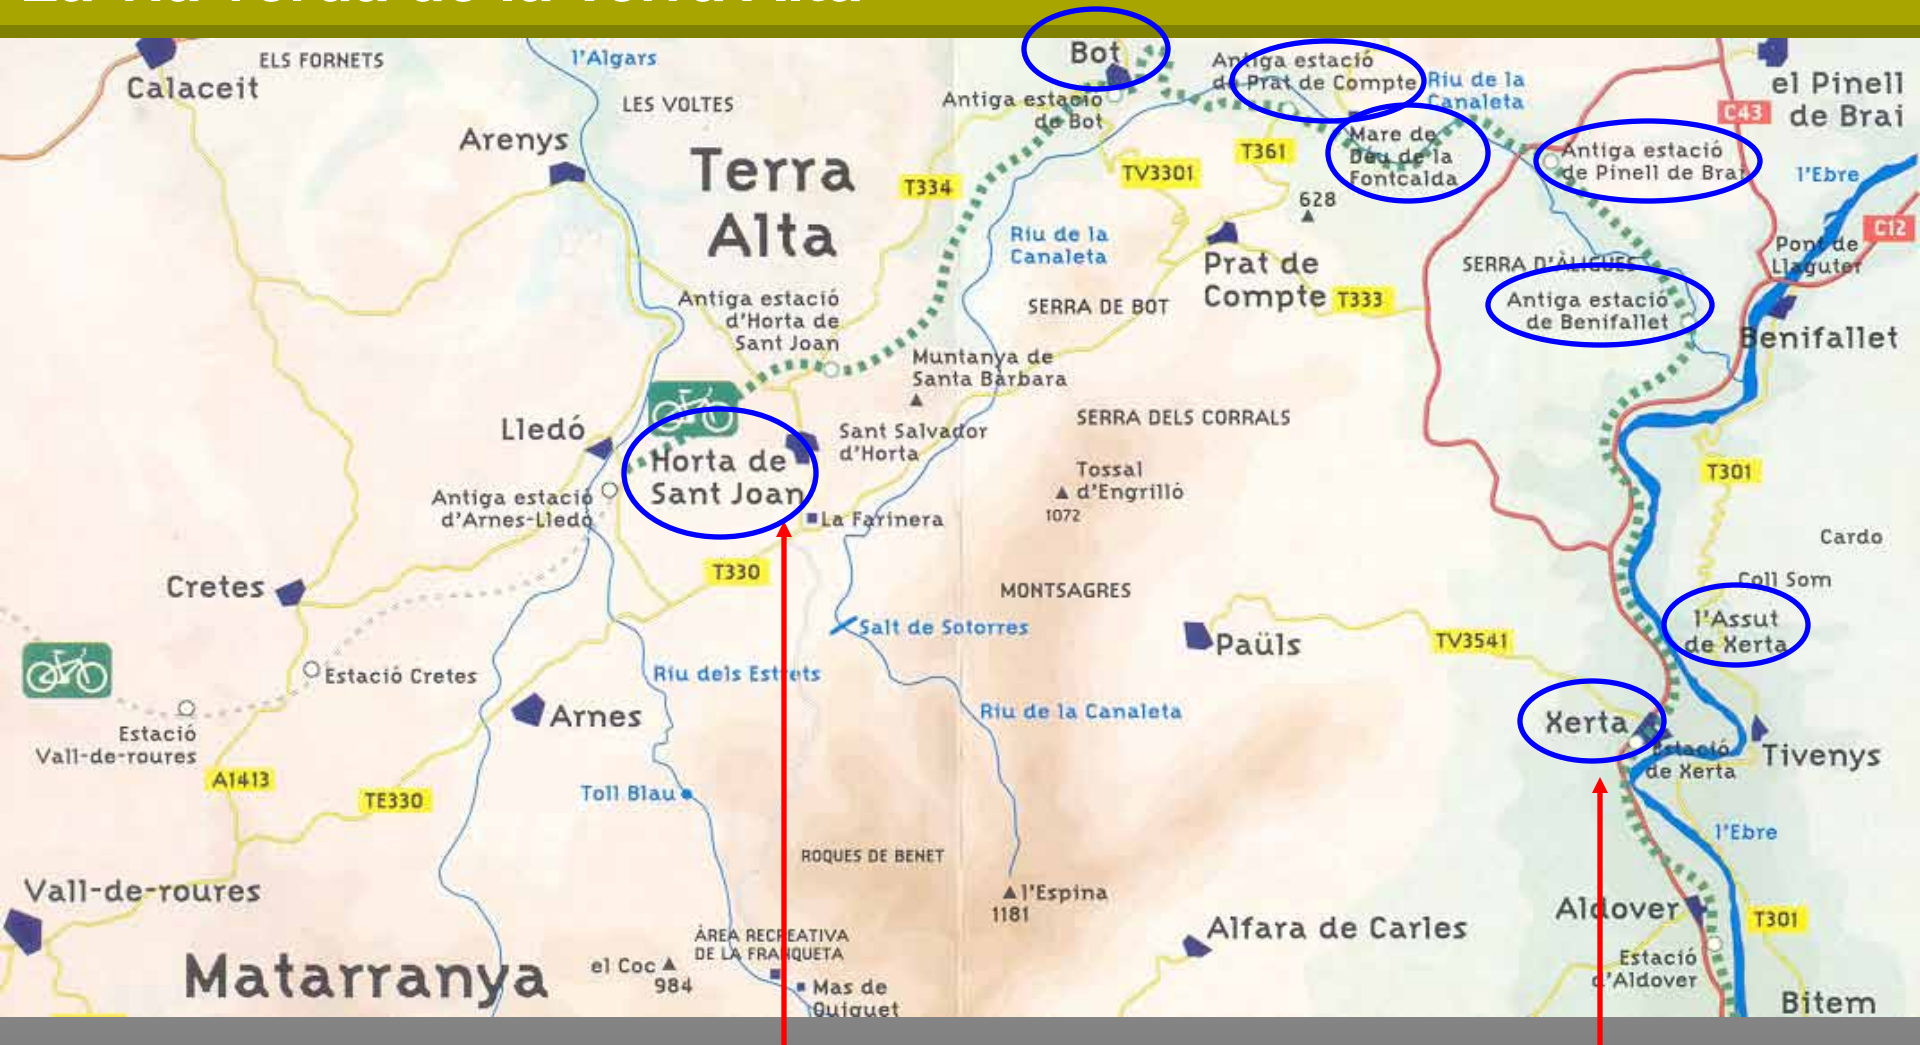 La Via Verda de la Terra Alta
Calaceit
ELS FORNETS
l'Algars
LES VOLTES
Arenys
Terra
Alta
T334
Bot
Antiga estació
de Bot
Antiga estació
de Prat de Compte
Riu de la
Canaleta
Mare de
Déu de la
Fontcalda
T361
TV3301
628
C43
el Pinell
de Brai
Antiga estació
de Pinell de Brai
l'Ebre
C12
Pont de
Llaguter
Riu de la
Canaleta
Prat de
Compte
T333
SERRA D'ÀLIGUES
Antiga estació
de Benifallet
Benifallet
SERRA DE BOT
Antiga estació
d'Horta de
Sant Joan
Muntanya de
Santa Bàrbara
Lledó
Horta de
Sant Joan
Sant Salvador
d'Horta
SERRA DELS CORRALS
Tossal
d'Engrilló
1072
T301
Antiga estació
d'Arnes-Lledó
La Farinera
Cardo
Cretes
T330
MONTSAGRES
Coll Som
l'Assut
de Xerta
Salt de Sotorres
Paüls
TV3541
Estació Cretes
Riu dels Estrets
Arnes
Riu de la Canaleta
Xerta
Estació
de Xerta
Tivenys
Estació
Vall-de-roures
A1413
TE330
Toll Blau
l'Ebre
ROQUES DE BENET
Vall-de-roures
l'Espina
1181
Aldover
T301
Alfara de Carles
ÀREA RECREATIVA
DE LA FRANQUETA
el Coc
984
Estació
d'Aldover
Matarranya
Mas de
Quiquet
Bitem